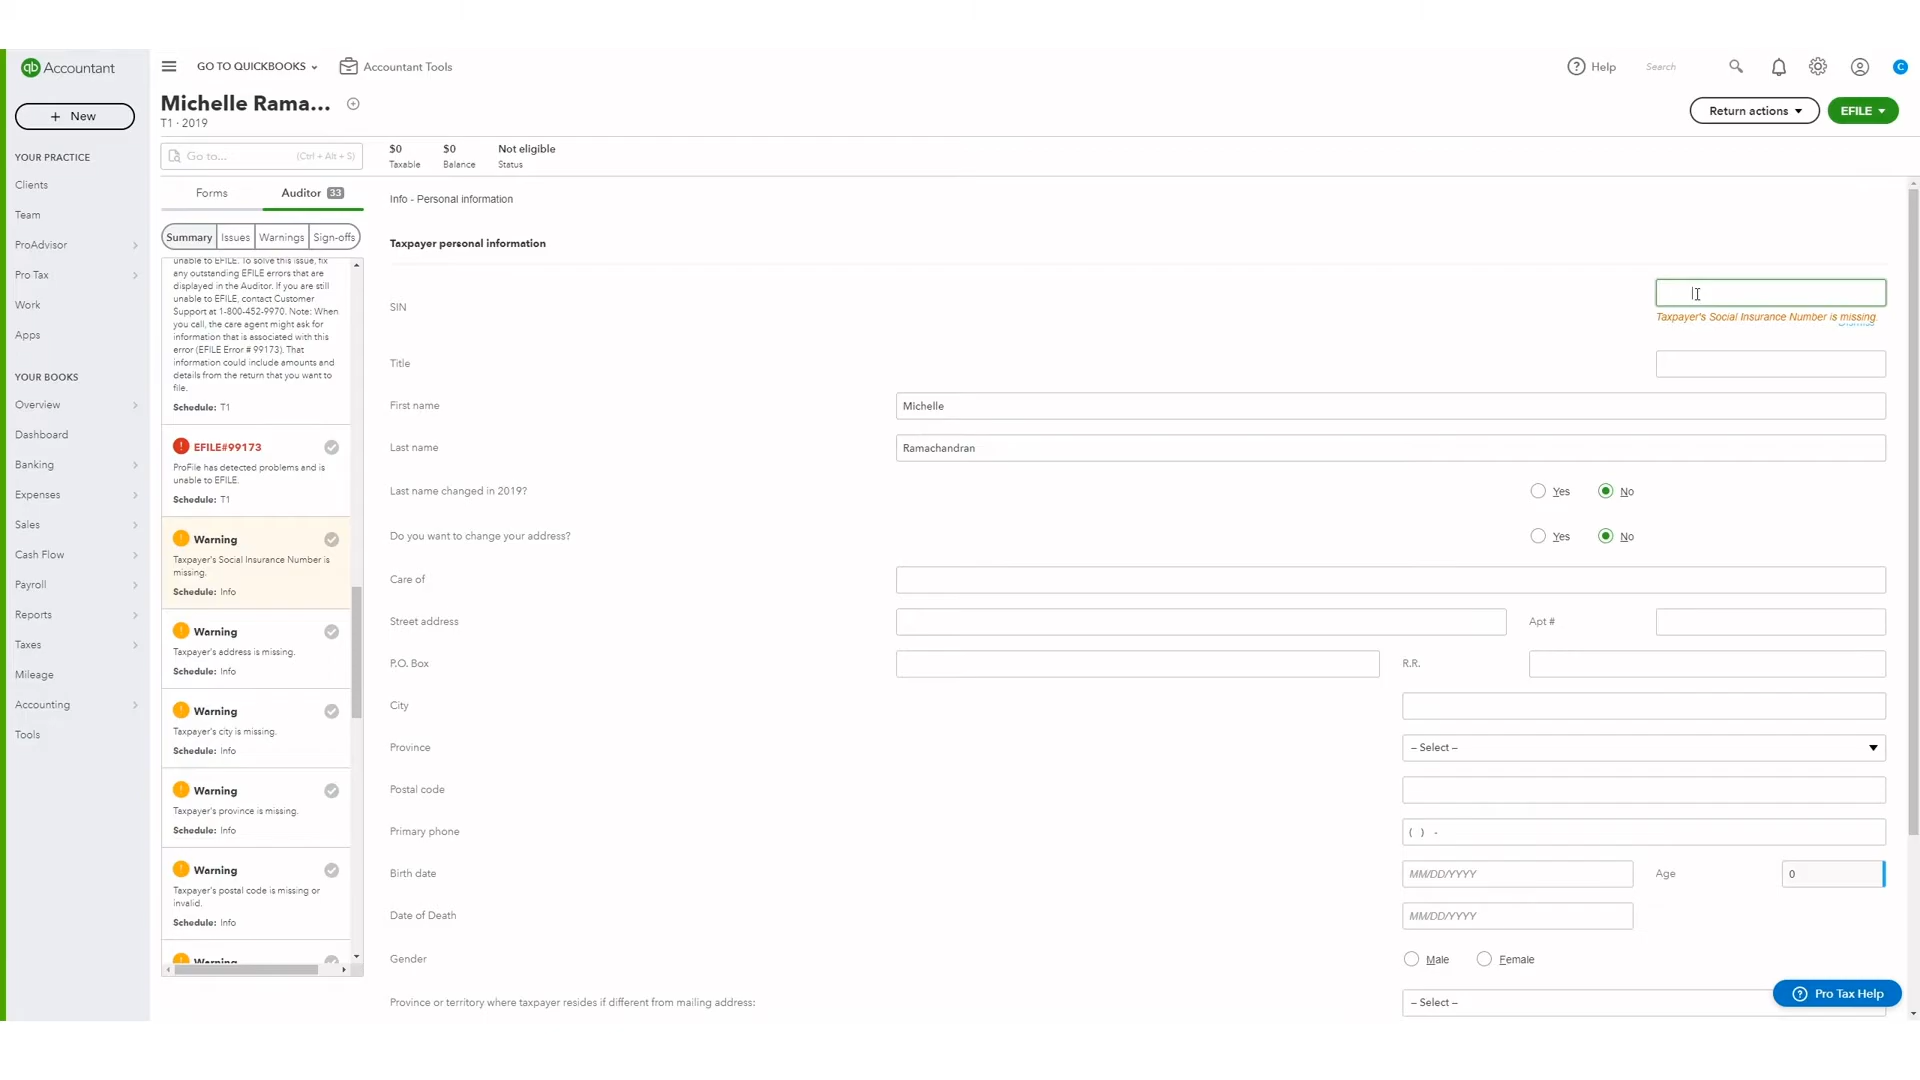 qb Accountant
GO TO QUICKBOOKS
Accountant Tools
Help
Search
C
+ New
Michelle Rama...
T1 · 2019
Return actions
EFILE
YOUR PRACTICE
Clients
Team
ProAdvisor
Pro Tax
Work
Apps
YOUR BOOKS
Overview
Dashboard
Banking
Expenses
Sales
Cash Flow
Payroll
Reports
Taxes
Mileage
Accounting
Tools
Go to... (Ctrl + Alt + S)
$0
Taxable
$0
Balance
Not eligible
Status
Forms
Auditor 33
Summary
Issues
Warnings
Sign-offs
unable to EFILE. To solve this issue, fix
any outstanding EFILE errors that are
displayed in the Auditor. If you are still
unable to EFILE, contact Customer
Support at 1-800-452-9970. Note: When
you call, the care agent might ask for
information that is associated with this
error (EFILE Error # 99173). That
information could include amounts and
details from the return that you want to
file.
Schedule: T1
EFILE#99173
ProFile has detected problems and is
unable to EFILE.
Schedule: T1
Warning
Taxpayer's Social Insurance Number is
missing.
Schedule: Info
Warning
Taxpayer's address is missing.
Schedule: Info
Warning
Taxpayer's city is missing.
Schedule: Info
Warning
Taxpayer's province is missing.
Schedule: Info
Warning
Taxpayer's postal code is missing or
invalid.
Schedule: Info
Warning
Info - Personal information
Taxpayer personal information
SIN
Taxpayer's Social Insurance Number is missing
Title
First name
Michelle
Last name
Ramachandran
Last name changed in 2019?
Yes
No
Do you want to change your address?
Yes
No
Care of
Street address
Apt #
P.O. Box
R.R.
City
Province
– Select –
Postal code
Primary phone
( ) -
Birth date
MM/DD/YYYY
Age
0
Date of Death
MM/DD/YYYY
Gender
Male
Female
Province or territory where taxpayer resides if different from mailing address:
– Select –
Pro Tax Help